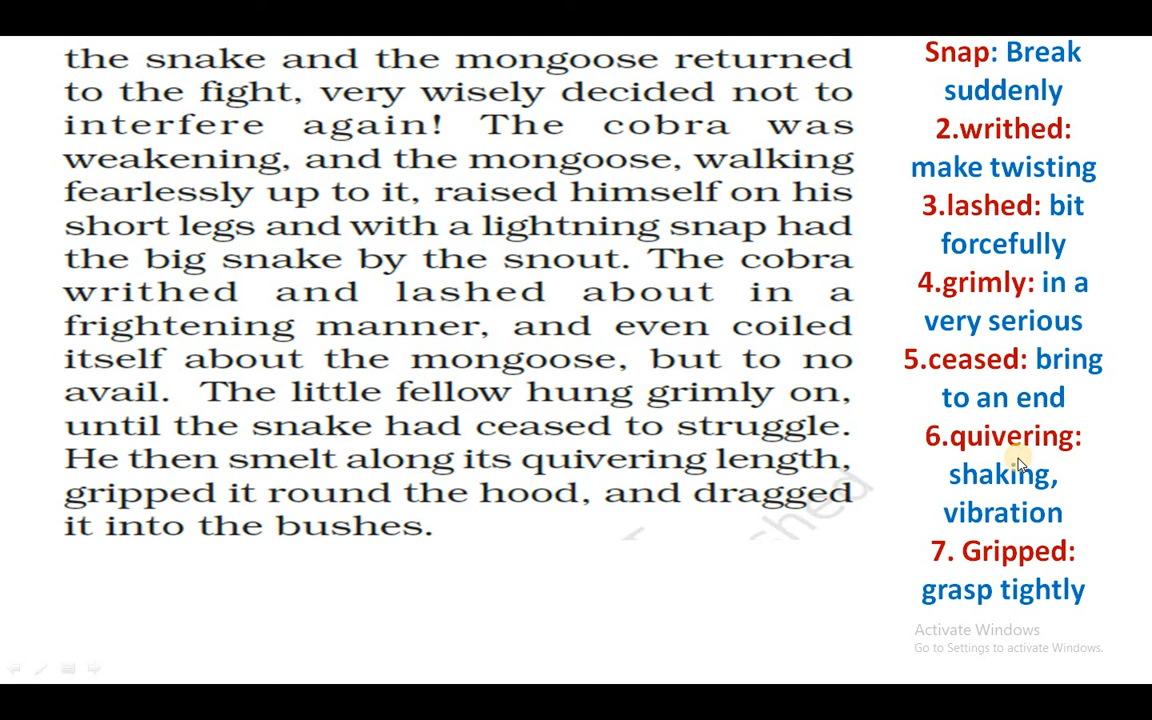 the snake and the mongoose returned
to the fight, very wisely decided not to
interfere again! The cobra was
weakening, and the mongoose, walking
fearlessly up to it, raised himself on his
short legs and with a lightning snap had
the big snake by the snout. The cobra
writhed and lashed about in a
frightening manner, and even coiled
itself about the mongoose, but to no
avail. The little fellow hung grimly on,
until the snake had ceased to struggle.
He then smelt along its quivering length,
gripped it round the hood, and dragged
it into the bushes.
Snap: Break
suddenly
2.writhed:
make twisting
3.lashed: bit
forcefully
4.grimly: in a
very serious
5.ceased: bring
to an end
6.quivering:
shaking,
vibration
7. Gripped:
grasp tightly
Activate Windows
Go to Settings to activate Windows.